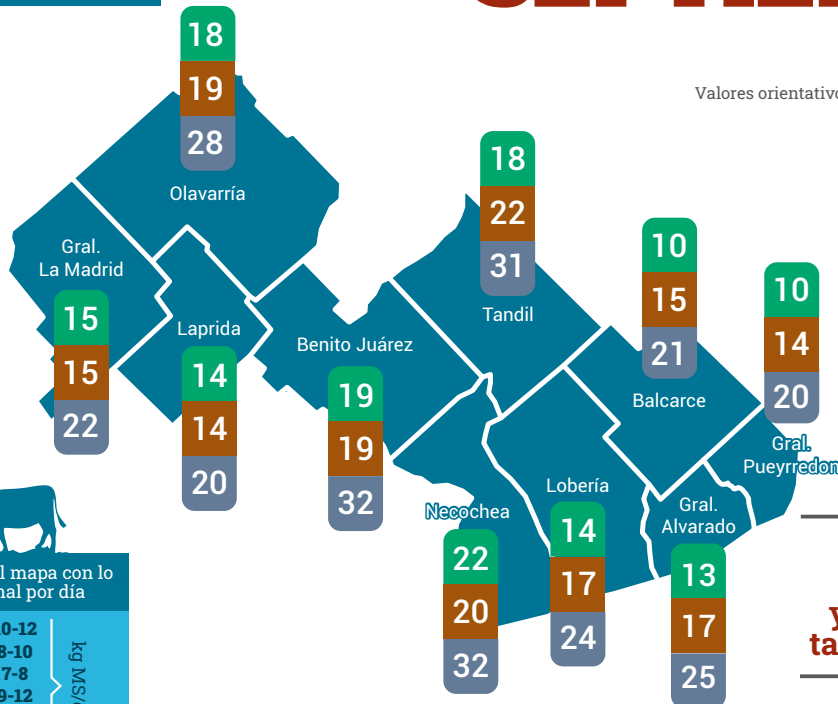 Valores orientativo
18
19
28
Olavarría
18
22
31
Tandil
10
15
21
Balcarce
10
14
20
Gral.
Pueyrredon
Gral.
La Madrid
15
15
22
Laprida
14
14
20
Benito Juárez
19
19
32
Necochea
22
20
32
Lobería
14
17
24
Gral.
Alvarado
13
17
25
l mapa con lo
nal por día
0-12
8-10
7-8
9-12
kg MS/
y
ta